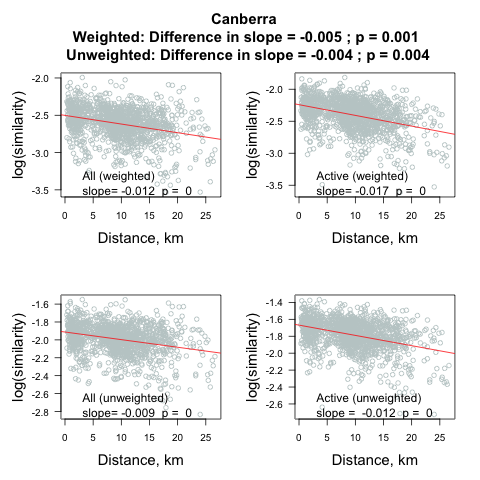 Canberra
Weighted: Difference in slope = -0.005 ; p = 0.001
Unweighted: Difference in slope = -0.004 ; p = 0.004
log(similarity)
-2.0
-2.5
-3.0
-3.5
All (weighted)
slope= -0.012 p = 0
0 5 10 15 20 25
Distance, km
log(similarity)
-2.0
-2.5
-3.0
-3.5
Active (weighted)
slope= -0.017 p = 0
0 5 10 15 20 25
Distance, km
log(similarity)
-1.6
-1.8
-2.0
-2.2
-2.4
-2.6
-2.8
All (unweighted)
slope= -0.009 p = 0
0 5 10 15 20 25
Distance, km
log(similarity)
-1.4
-1.6
-1.8
-2.0
-2.2
-2.4
-2.6
Active (unweighted)
slope = -0.012 p = 0
0 5 10 15 20 25
Distance, km